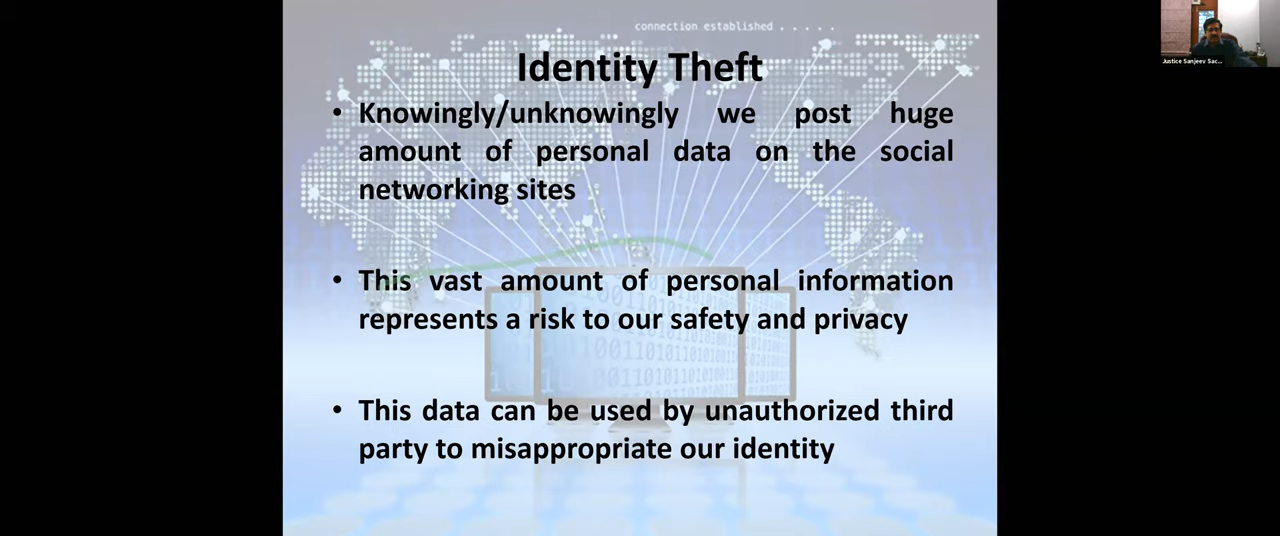 connection established . . . . .
Identity Theft
• Knowingly/unknowingly we post huge
amount of personal data on the social
networking sites
• This vast amount of personal information
represents a risk to our safety and privacy
• This data can be used by unauthorized third
party to misappropriate our identity
Justice Sanjeev Sac...